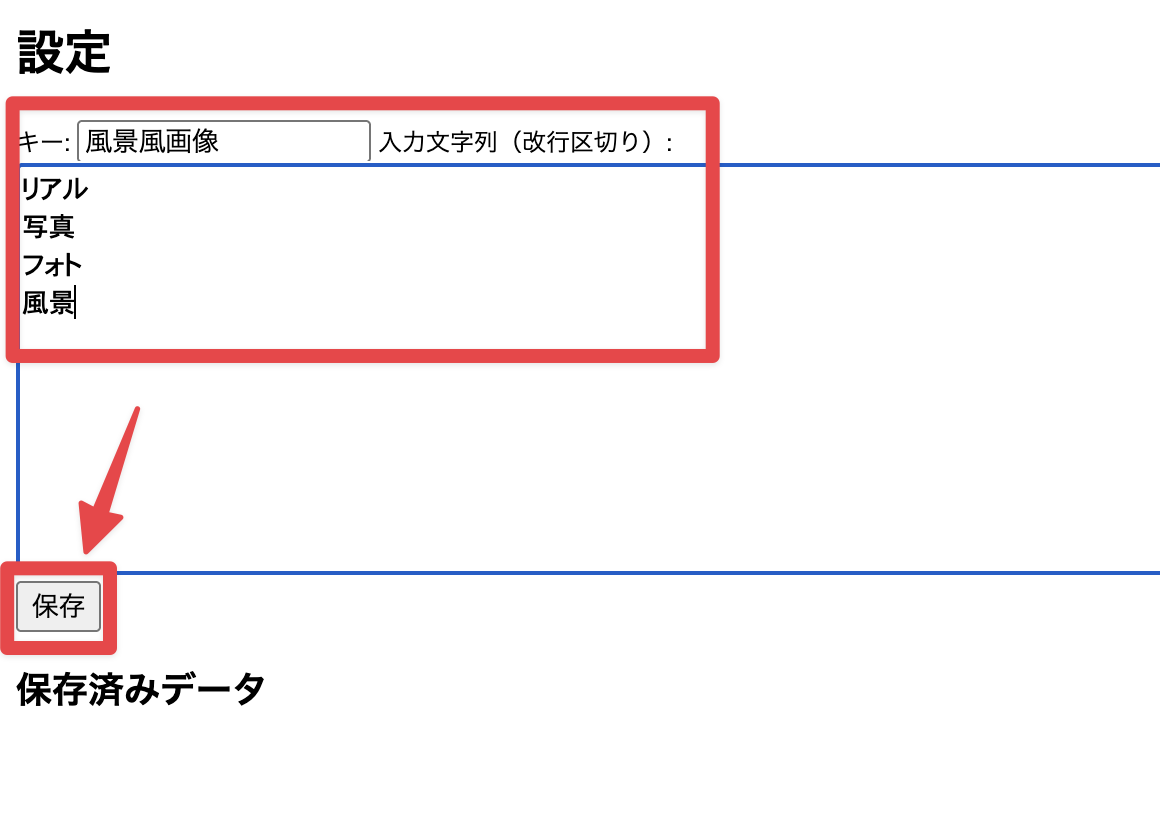 設定
キー: 風景風画像 入力文字列（改行区切り）:
リアル
写真
フォト
風景
保存
保存済みデータ